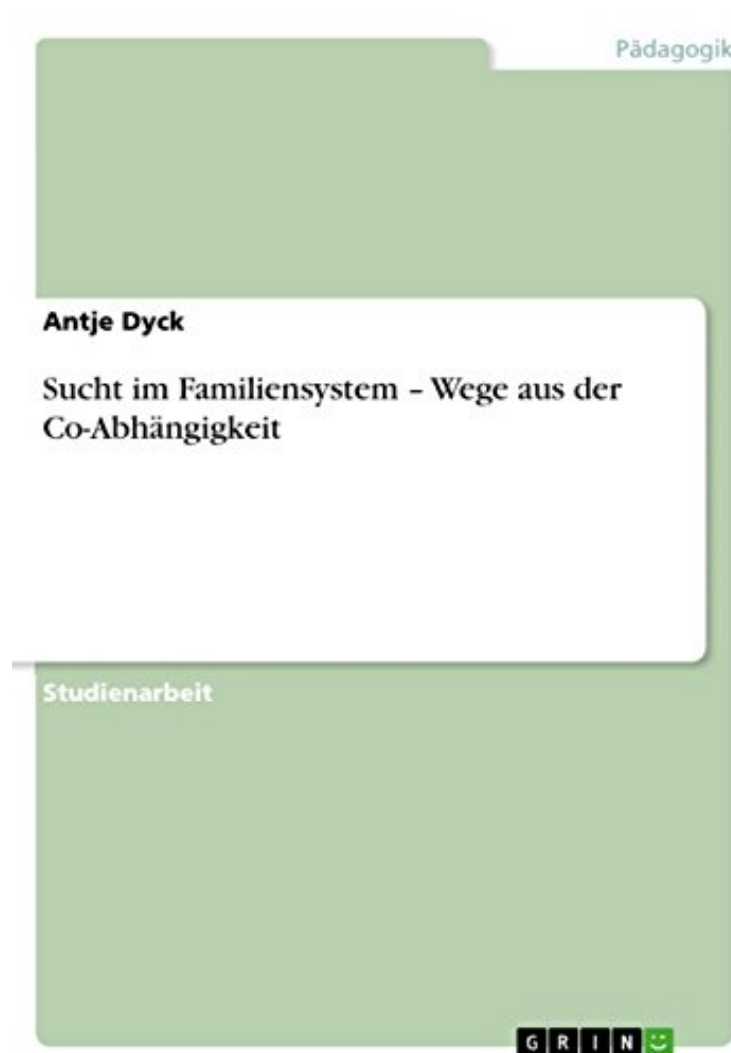 Pädagogik
Antje Dyck
Sucht im Familiensystem – Wege aus der
Co-Abhängigkeit
Studienarbeit
GRIN